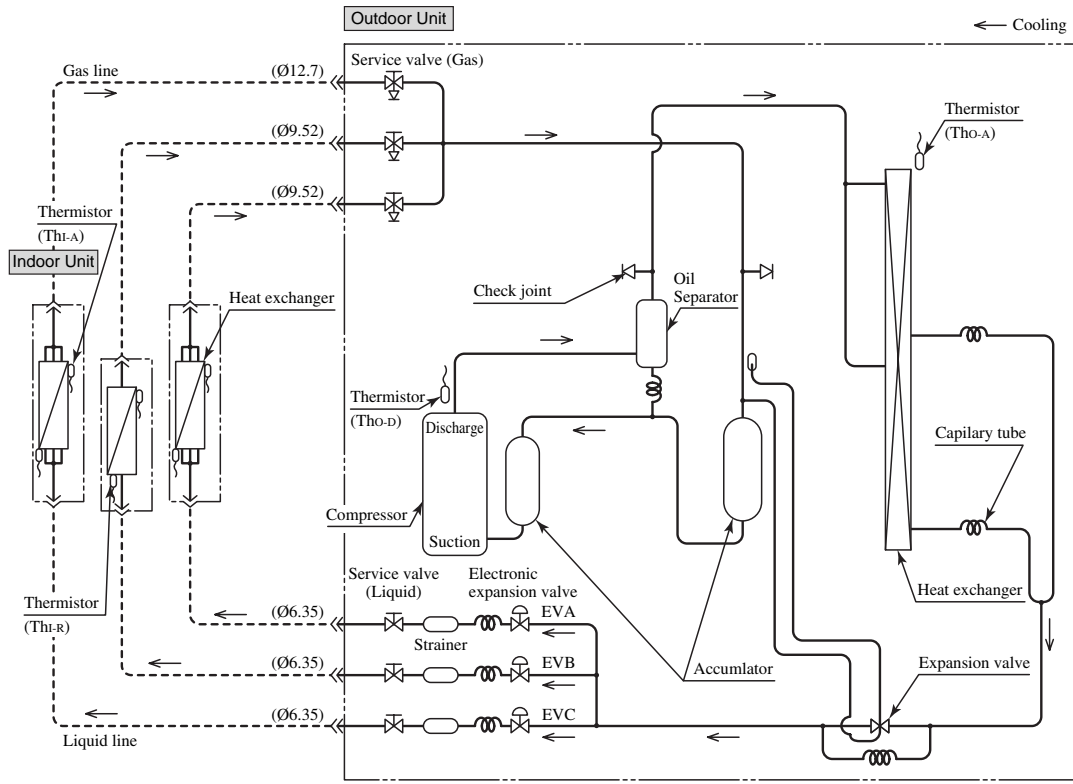 Outdoor Unit
Cooling
Gas line
(Ø12.7)
Service valve (Gas)
(Ø9.52)
(Ø9.52)
Thermistor
(ThO-A)
Thermistor
(ThI-A)
Indoor Unit
Heat exchanger
Check joint
Oil
Separator
Thermistor
(ThO-D)
Discharge
Capilary tube
Compressor
Suction
Thermistor
(ThI-R)
Service valve
(Liquid)
Electronic
expansion valve
Heat exchanger
(Ø6.35)
EVA
Strainer
(Ø6.35)
EVB
Accumlator
Expansion valve
(Ø6.35)
EVC
Liquid line